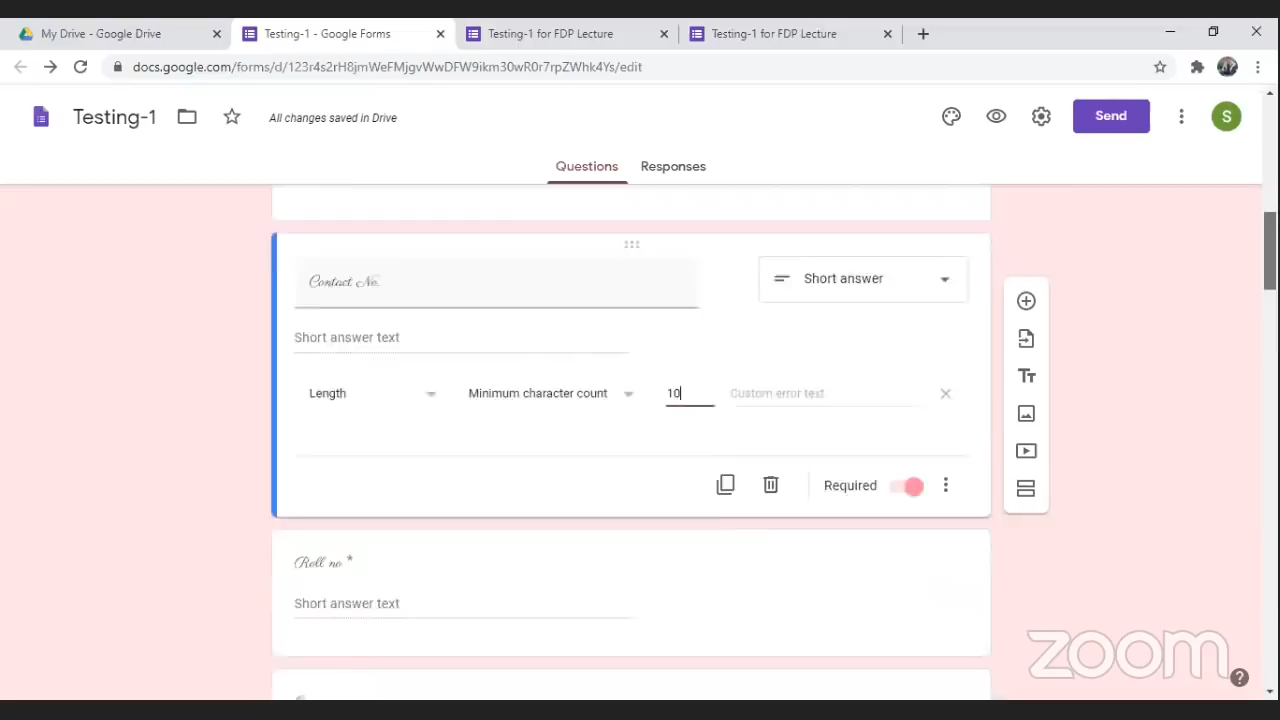 My Drive - Google Drive
Testing-1 - Google Forms
Testing-1 for FDP Lecture
Testing-1 for FDP Lecture
docs.google.com/forms/d/123r4s2rH8jmWeFMjgvWwDFW9ikm30wR0r7rpZWhk4Ys/edit
Testing-1
All changes saved in Drive
Send
S
Questions
Responses
Contact No.
Short answer
Short answer text
Length
Minimum character count
10
Custom error text
Required
Roll no *
Short answer text
zoom